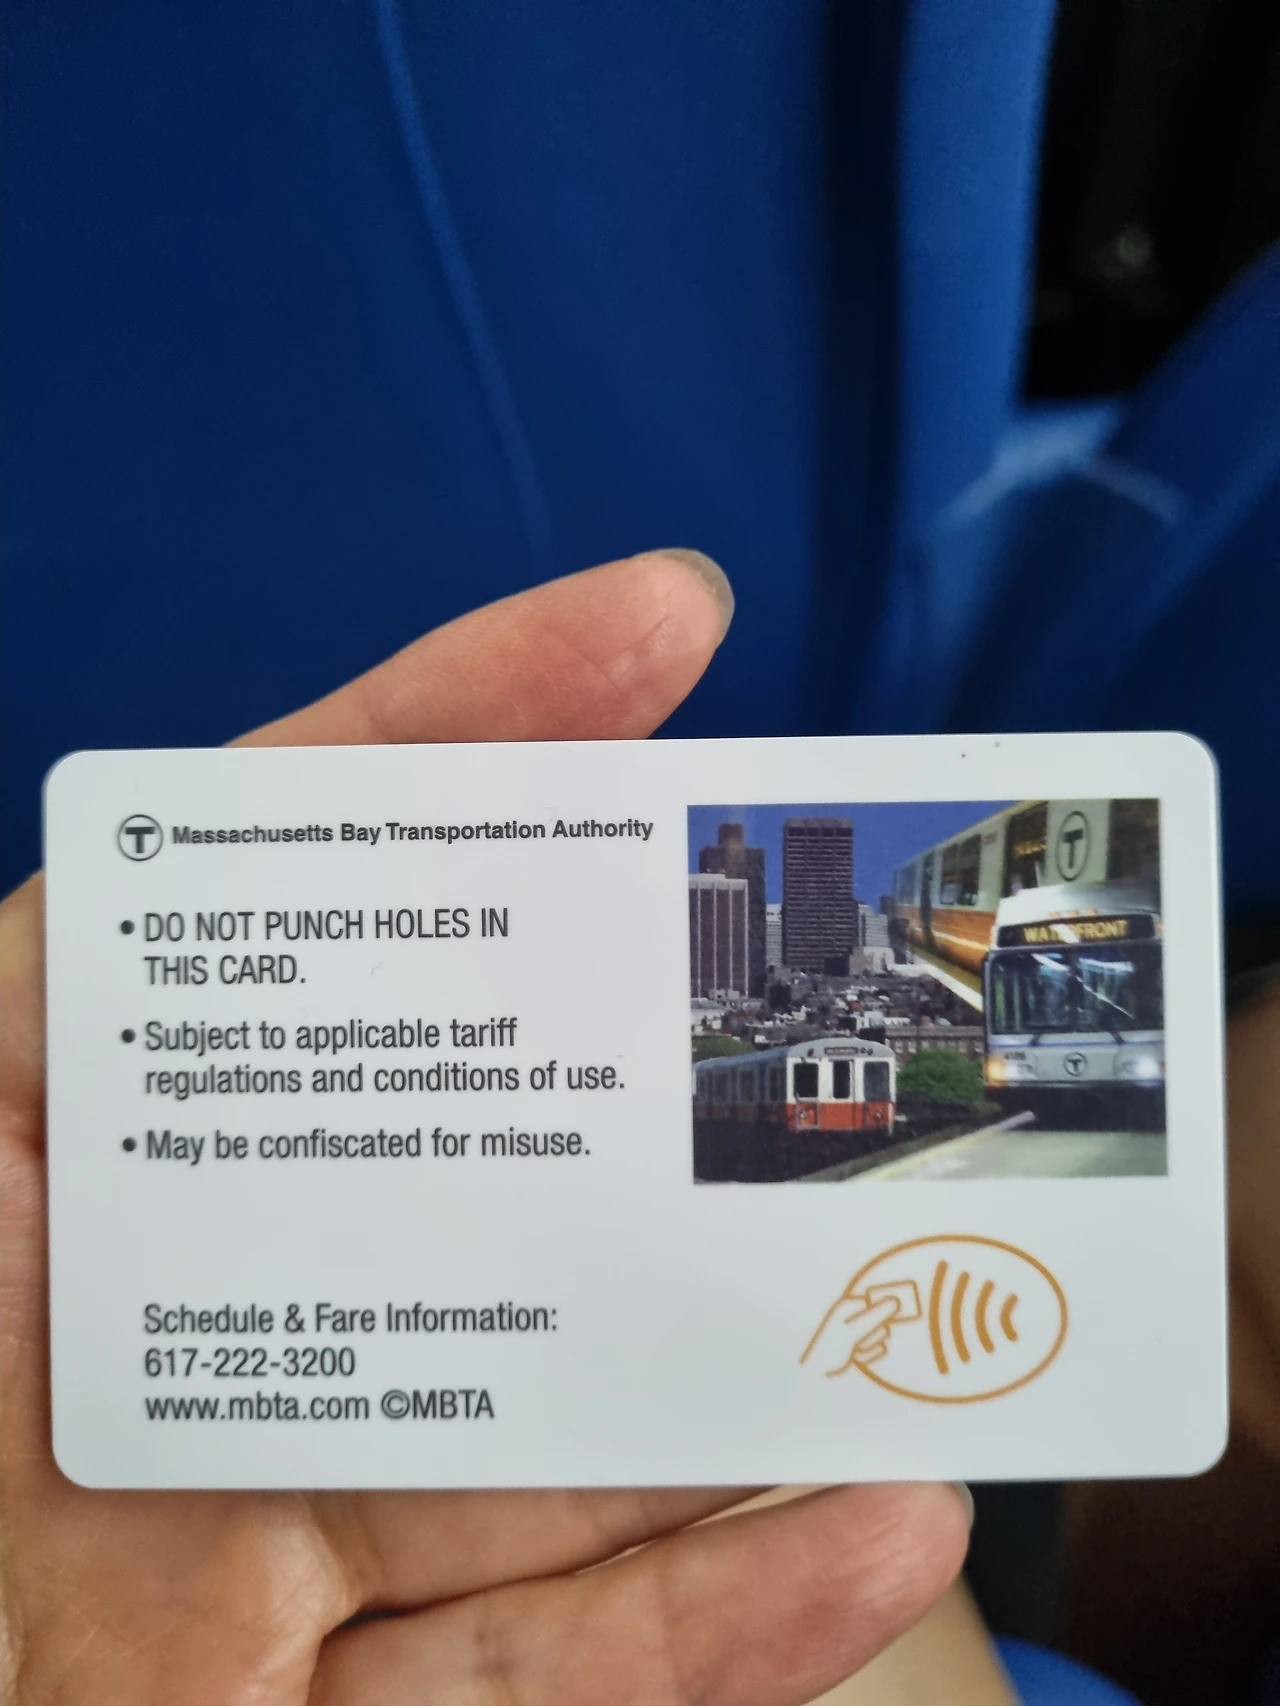 T Massachusetts Bay Transportation Authority
• DO NOT PUNCH HOLES IN
THIS CARD.
• Subject to applicable tariff
regulations and conditions of use.
• May be confiscated for misuse.
Schedule & Fare Information:
617-222-3200
www.mbta.com ©MBTA
T
WATERFRONT
T